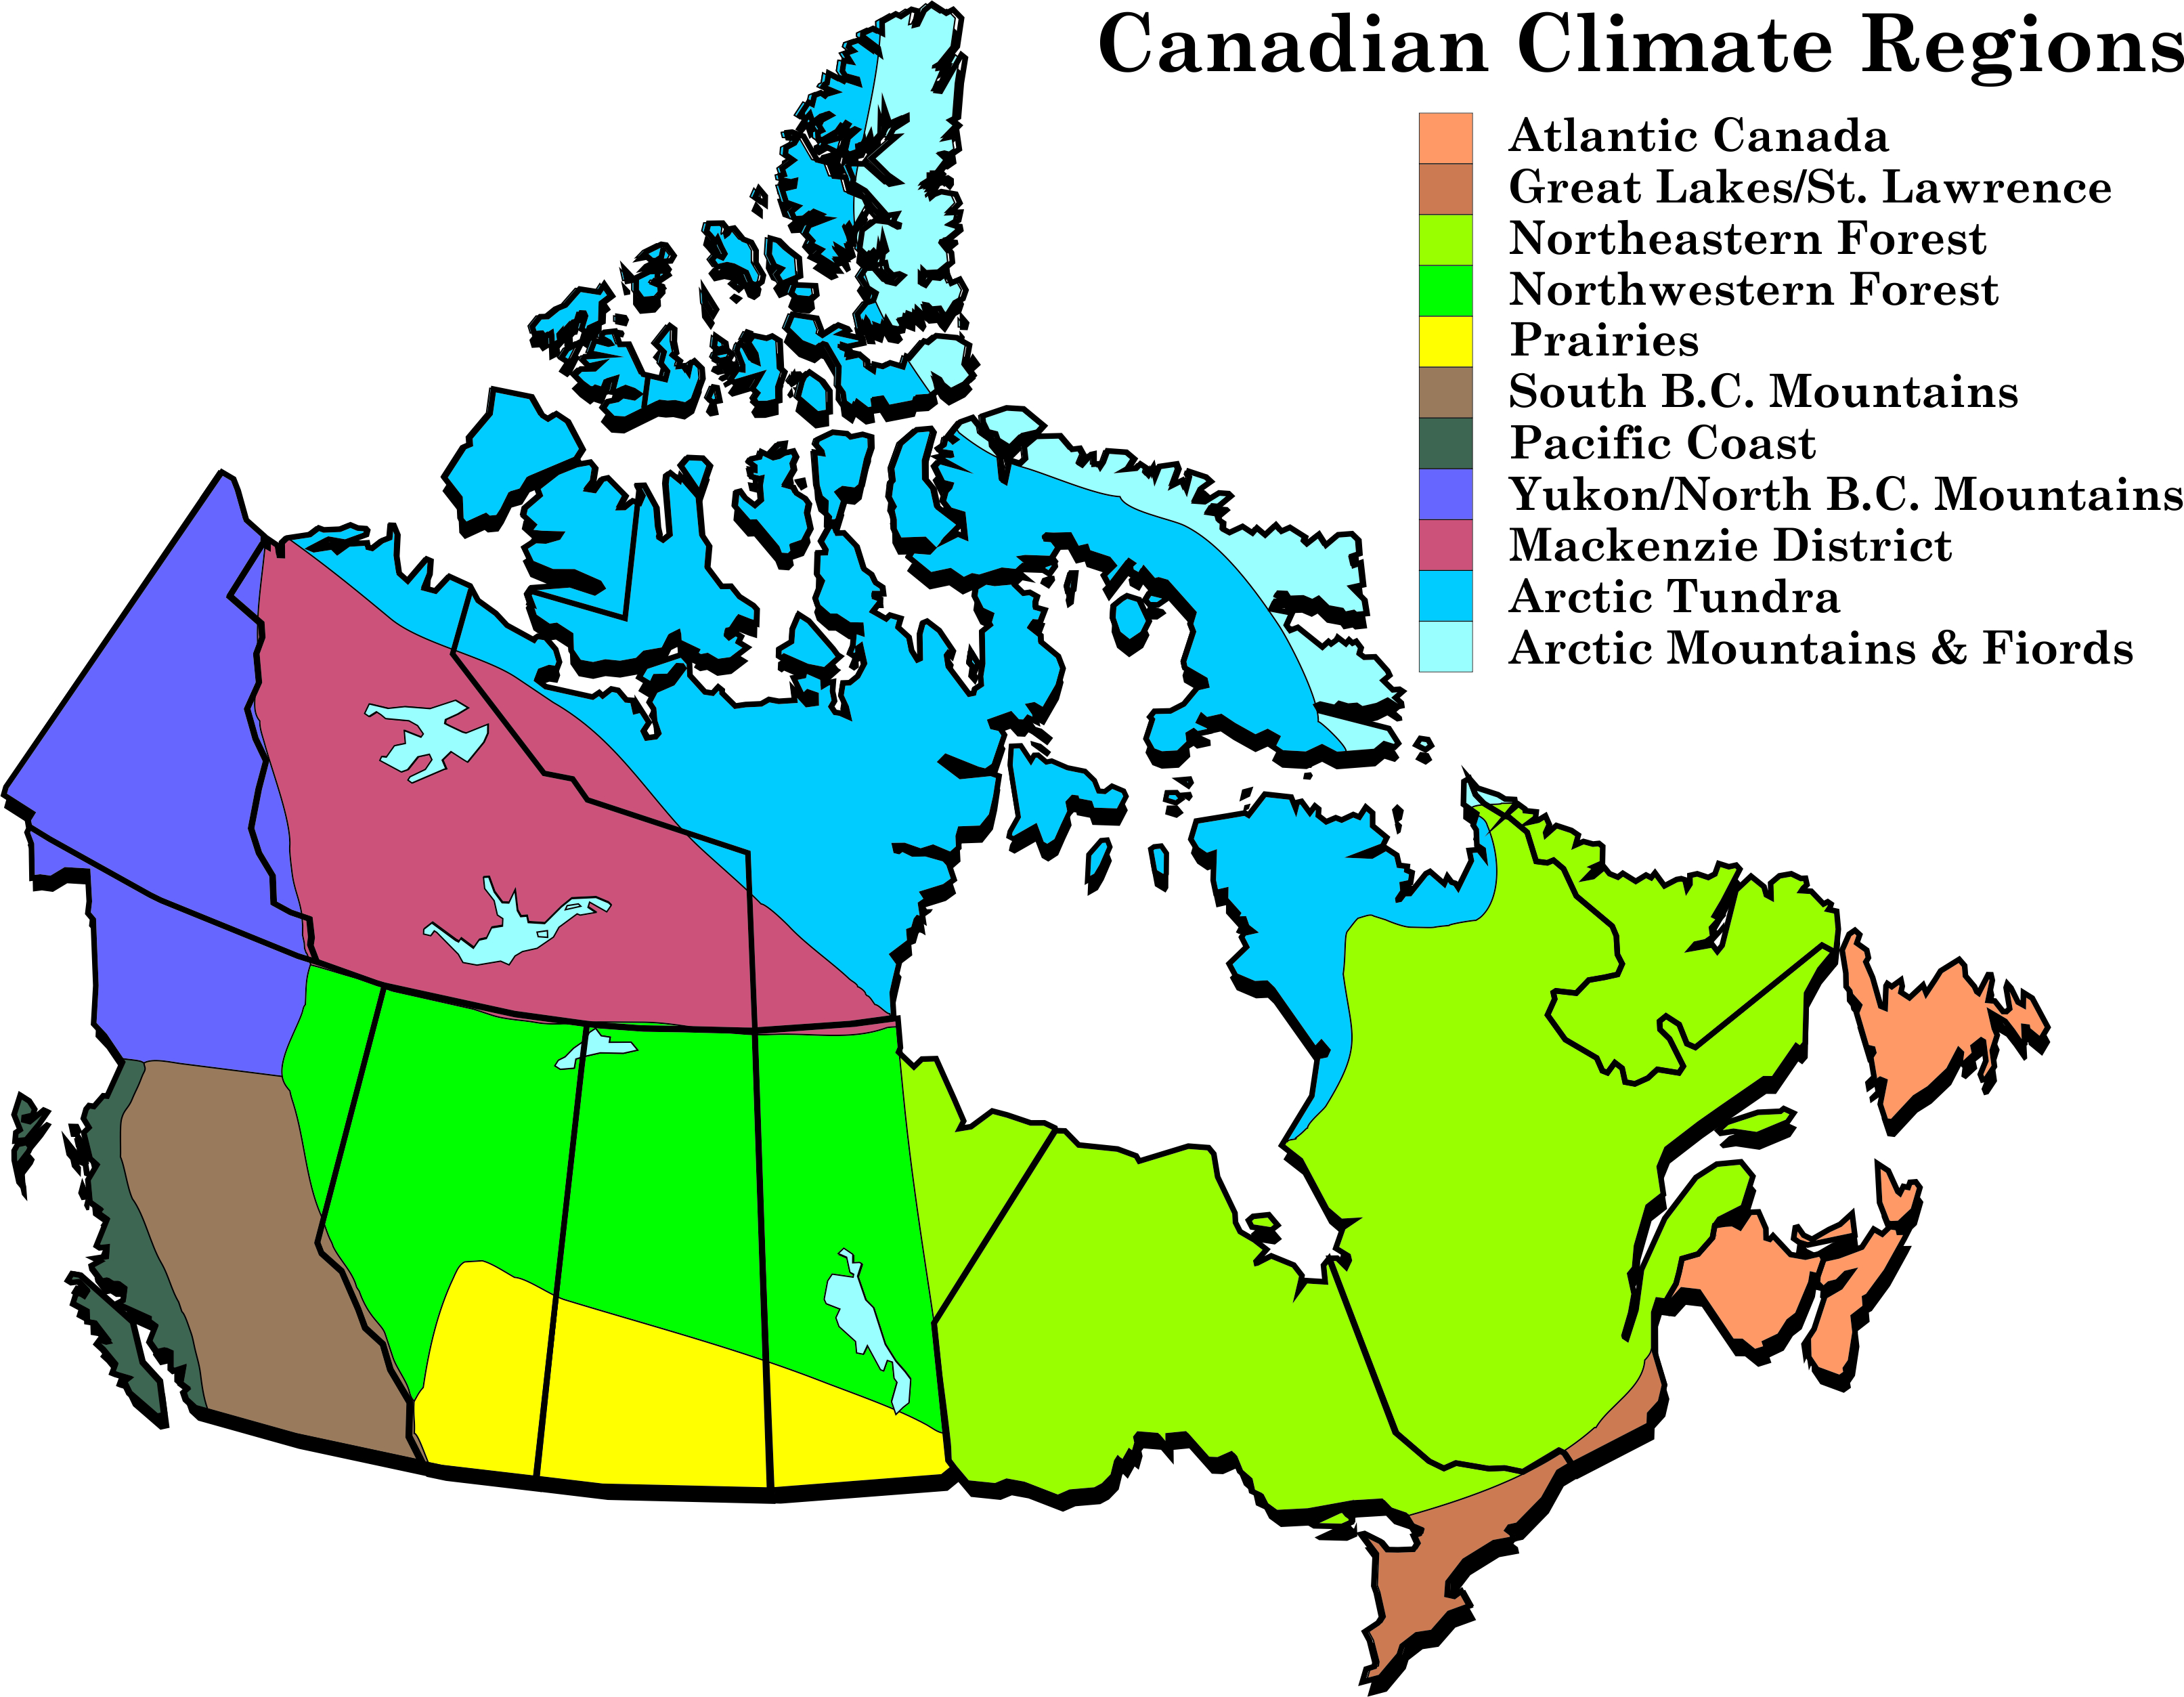 Canadian Climate Regions
Atlantic Canada
Great Lakes/St. Lawrence
Northeastern Forest
Northwestern Forest
Prairies
South B.C. Mountains
Pacific Coast
Yukon/North B.C. Mountains
Mackenzie District
Arctic Tundra
Arctic Mountains & Fiords